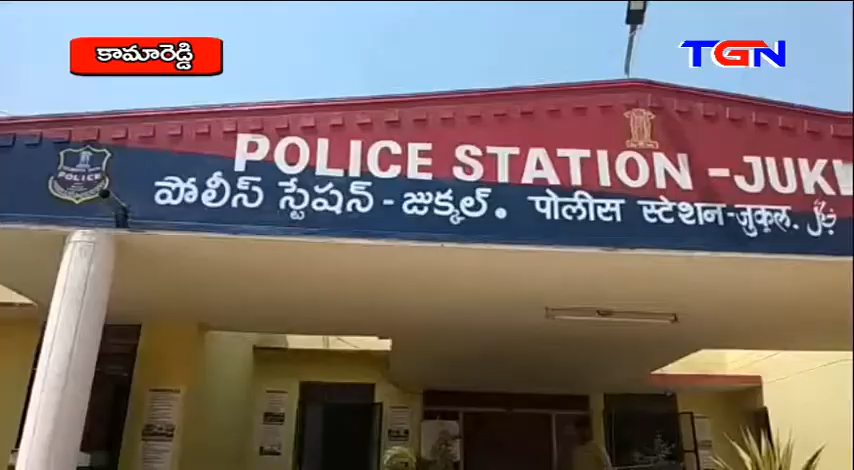 కామారెడ్డి
TGN
POLICE STATION - JUK
POLICE
పోలీస్ స్టేషన్ - జుక్కల్. पोलीस स्टेशन - जुकल.